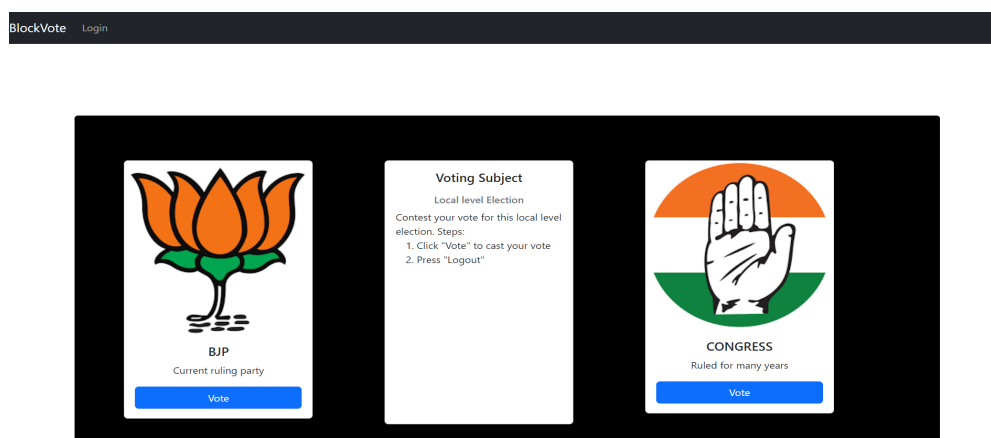 BlockVote Login
BJP
Current ruling party
Vote
Voting Subject
Local level Election
Contest your vote for this local level
election. Steps:
1. Click "Vote" to cast your vote
2. Press "Logout"
CONGRESS
Ruled for many years
Vote